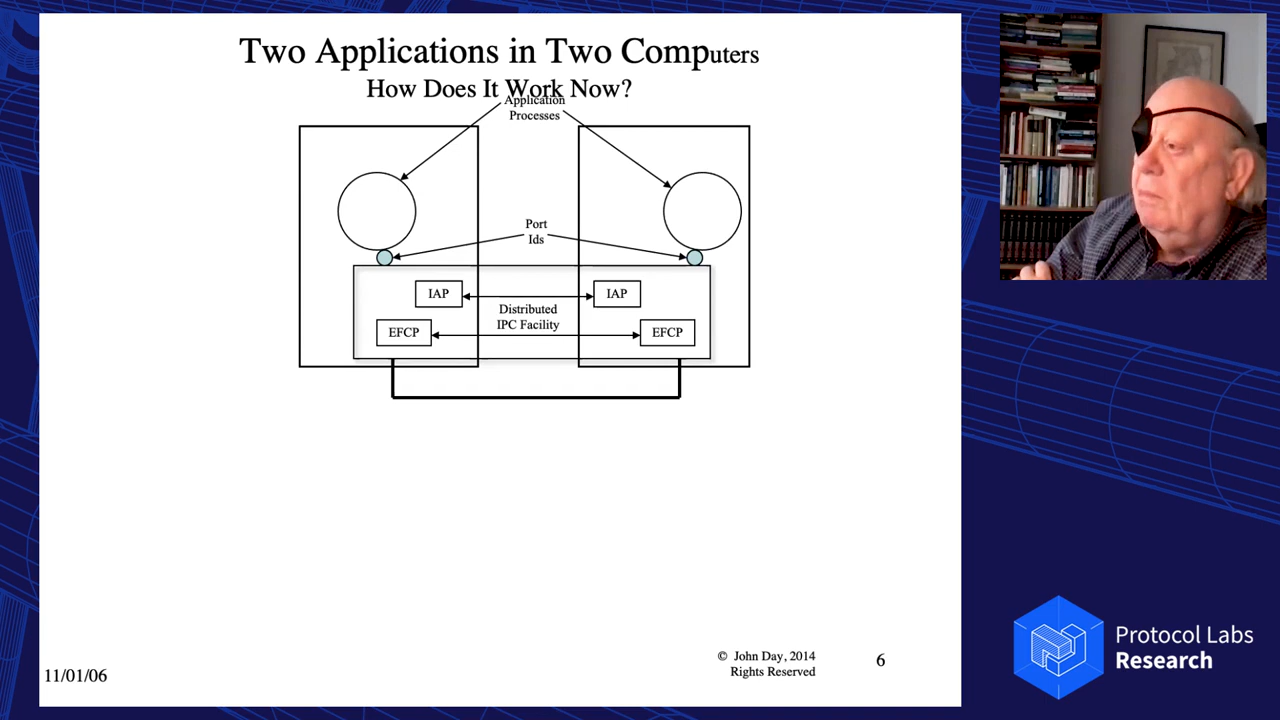 Two Applications in Two Computers
How Does It Work Now?
Application
Processes
Port
Ids
IAP
IAP
Distributed
IPC Facility
EFCP
EFCP
© John Day, 2014
Rights Reserved
6
11/01/06
Protocol Labs
Research